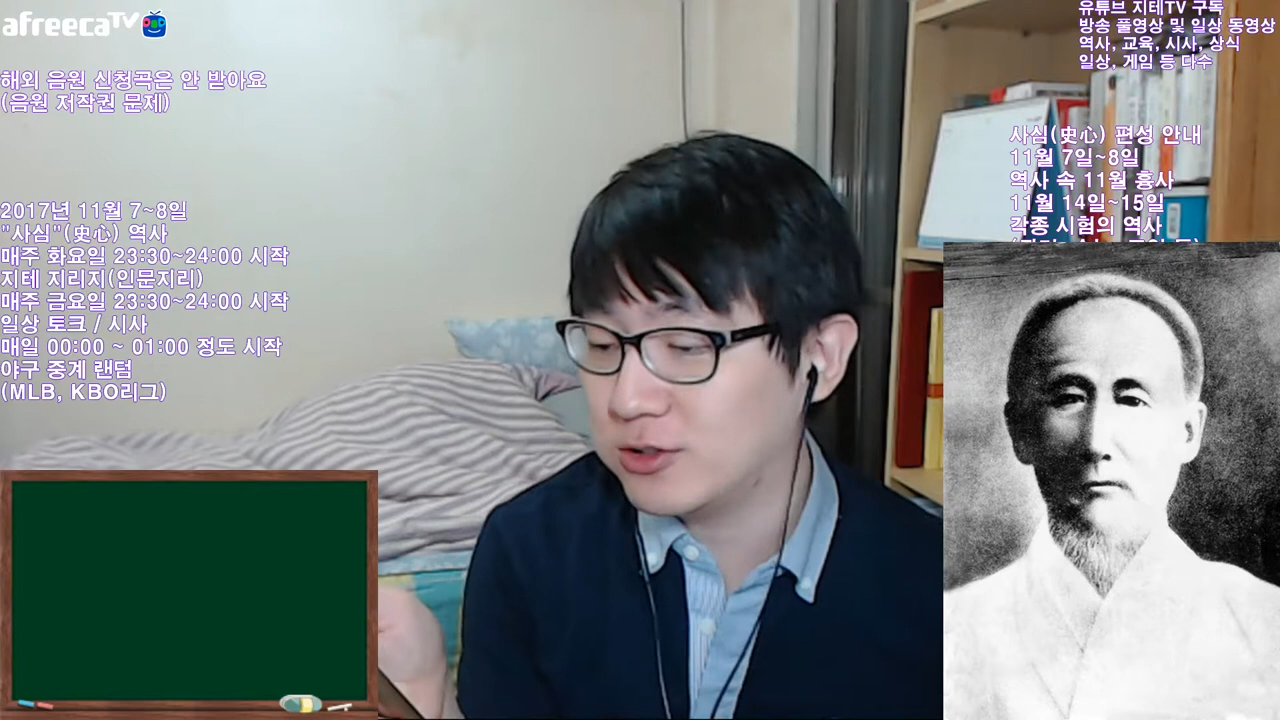 afreecaTV
해외 음원 신청곡은 안 받아요
(음원 저작권 문제)
2017년 11월 7~8일
"사심"(史心) 역사
매주 화요일 23:30~24:00 시작
지테 지리지(인문지리)
매주 금요일 23:30~24:00 시작
일상 토크 / 시사
매일 00:00 ~ 01:00 정도 시작
야구 중계 랜덤
(MLB, KBO리그)
유튜브 지테TV 구독
방송 풀영상 및 일상 동영상
역사, 교육, 시사, 상식
일상, 게임 등 다수
사심(史心) 편성 안내
11월 7일~8일
역사 속 11월 흉사
11월 14일~15일
각종 시험의 역사